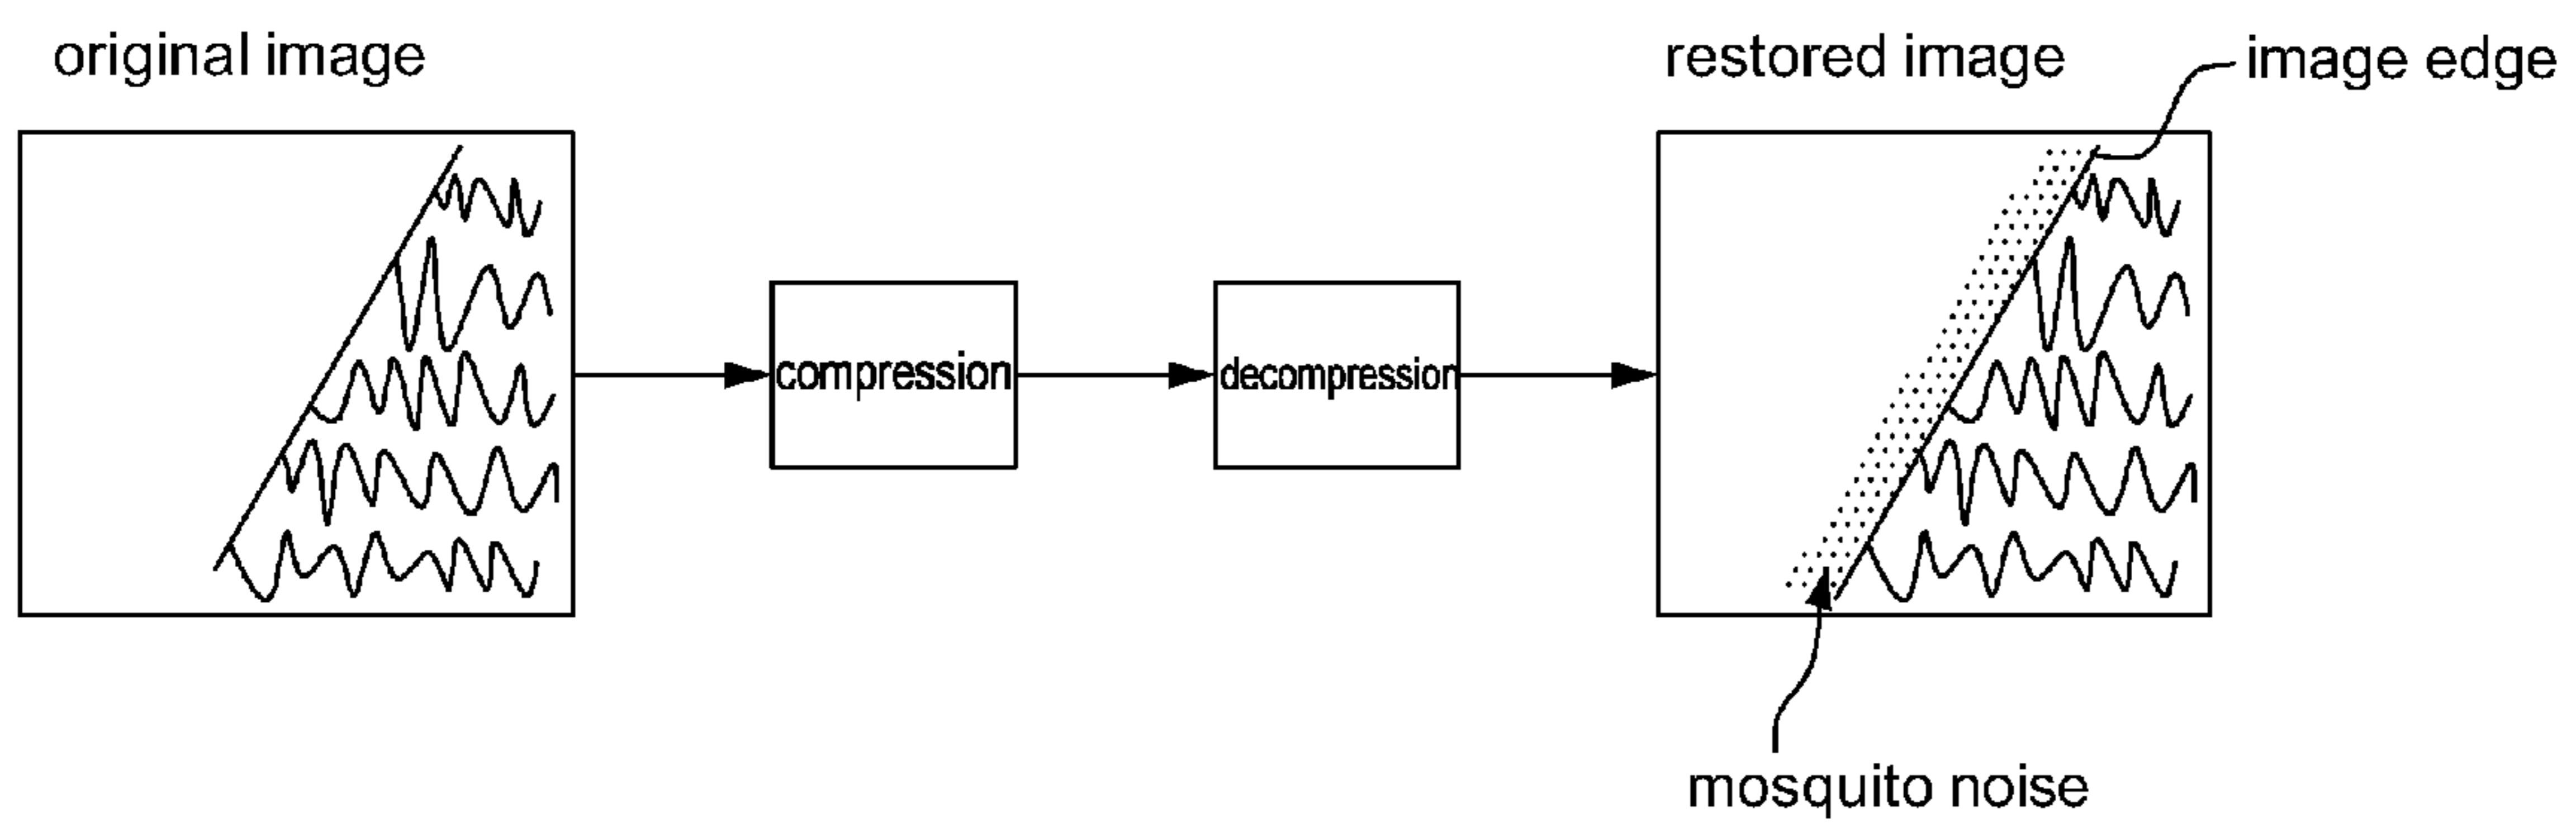 original image
restored image
image edge
compression
decompression
mosquito noise